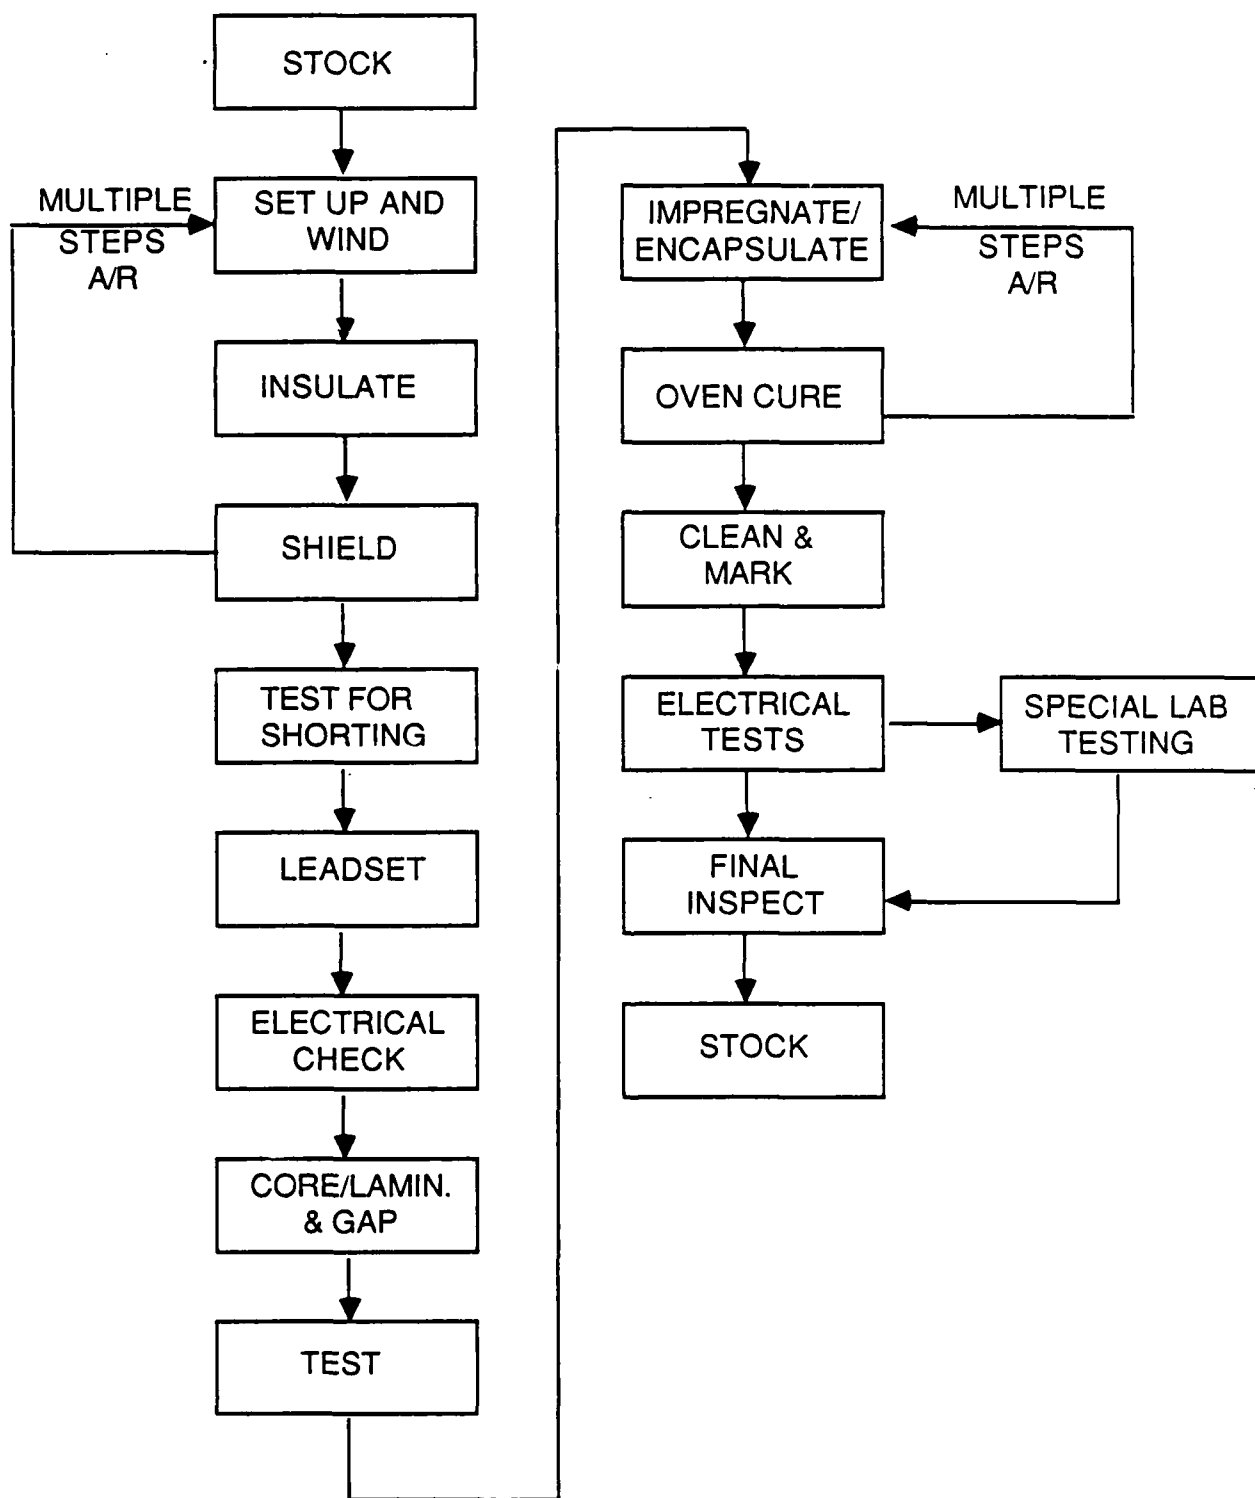 STOCK
MULTIPLE
STEPS
A/R
SET UP AND
WIND
INSULATE
SHIELD
TEST FOR
SHORTING
LEADSET
ELECTRICAL
CHECK
CORE/LAMIN.
& GAP
TEST
IMPREGNATE/
ENCAPSULATE
MULTIPLE
STEPS
A/R
OVEN CURE
CLEAN &
MARK
ELECTRICAL
TESTS
SPECIAL LAB
TESTING
FINAL
INSPECT
STOCK